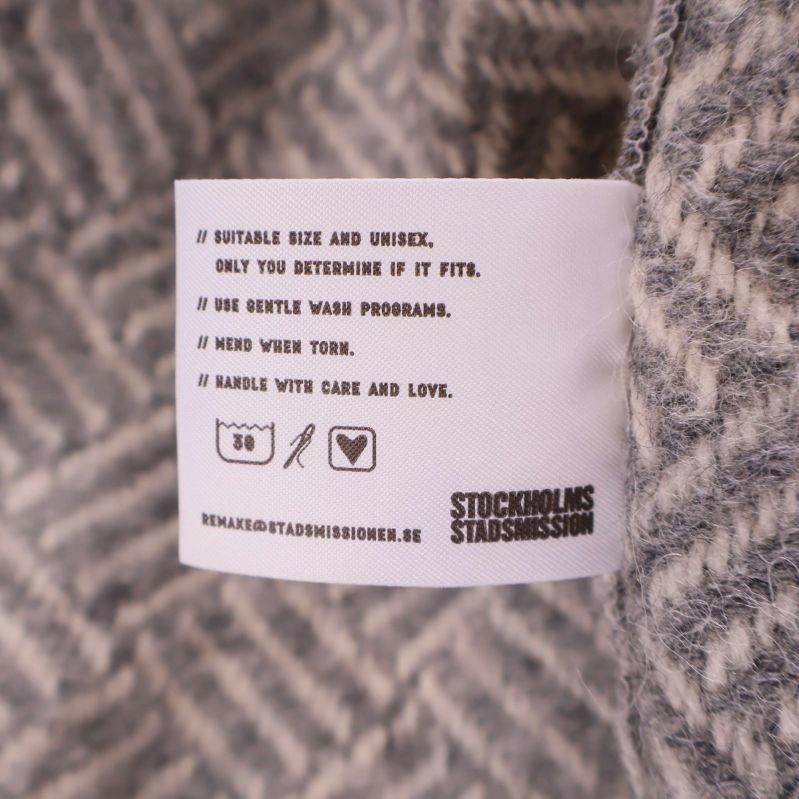 // SUITABLE SIZE AND UNISEX,
ONLY YOU DETERMINE IF IT FITS.
// USE GENTLE WASH PROGRAMS.
// MEND WHEN TORN.
// HANDLE WITH CARE AND LOVE.
30
REMAKE@STADSMISSIONEN.SE
STOCKHOLMS
STADSMISSION